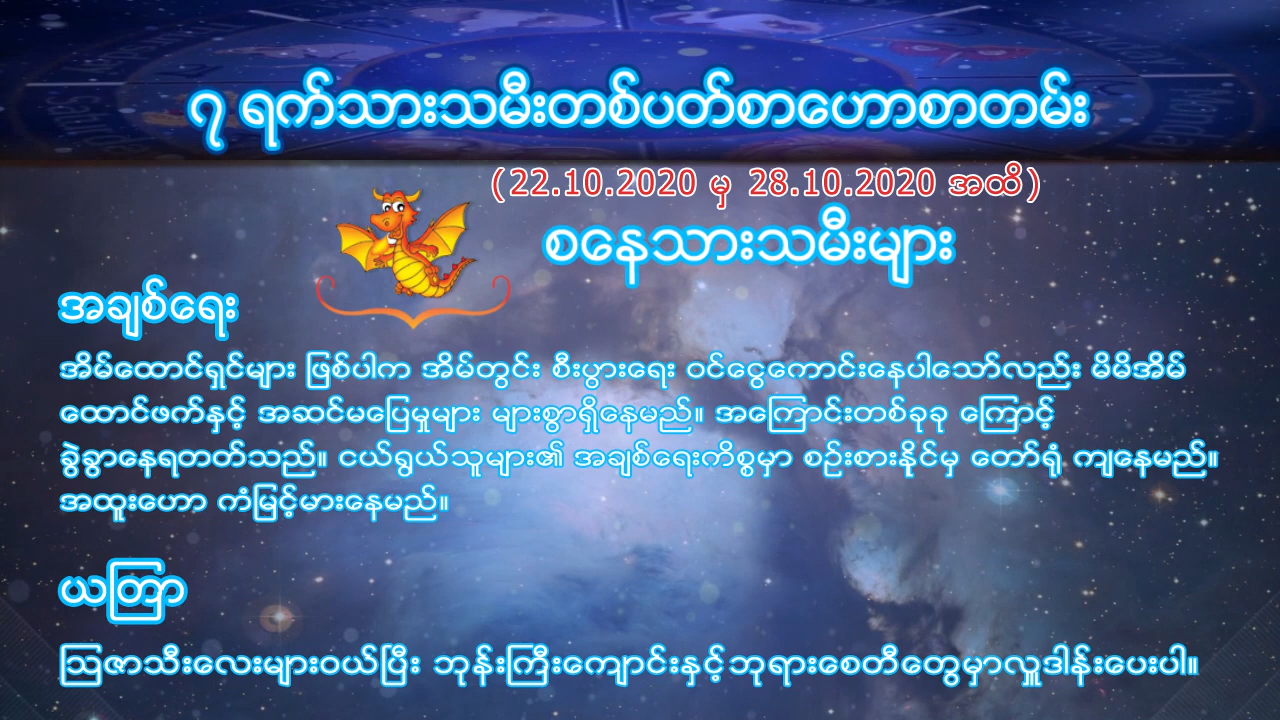 ၇ ရက်သားသမီးတစ်ပတ်စာဟောစာတမ်း
(22.10.2020 မှ 28.10.2020 အထိ)
စနေသားသမီးများ
အချစ်ရေး
အိမ်ထောင်ရှင်များ ဖြစ်ပါက အိမ်တွင်း စီးပွားရေး ဝင်ငွေကောင်းနေပါသော်လည်း မိမိအိမ်
ထောင်ဖက်နှင့် အဆင်မပြေမှုများ များစွာရှိနေမည်။ အကြောင်းတစ်ခုခု ကြောင့်
ခွဲခွာနေရတတ်သည်။ ငယ်ရွယ်သူများ၏ အချစ်ရေးကိစ္စမှာ စဉ်းစားနိုင်မှ တော်ရုံ ကျနေမည်။
အထူးဟော ကံမြင့်မားနေမည်။
ယတြာ
ဩဇာသီးလေးများဝယ်ပြီး ဘုန်းကြီးကျောင်းနှင့်ဘုရားစေတီတွေမှာလှူဒါန်းပေးပါ။